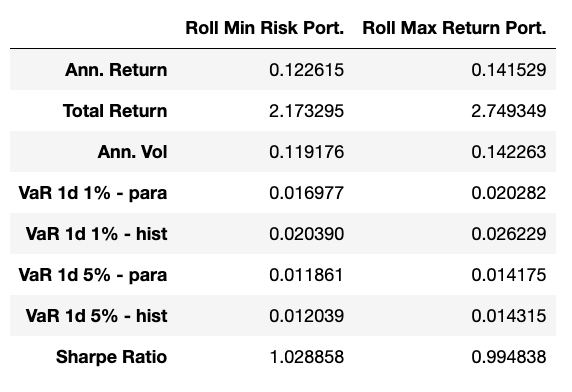 Roll Min Risk Port. Roll Max Return Port.
Ann. Return 0.122615 0.141529
Total Return 2.173295 2.749349
Ann. Vol 0.119176 0.142263
VaR 1d 1% - para 0.016977 0.020282
VaR 1d 1% - hist 0.020390 0.026229
VaR 1d 5% - para 0.011861 0.014175
VaR 1d 5% - hist 0.012039 0.014315
Sharpe Ratio 1.028858 0.994838